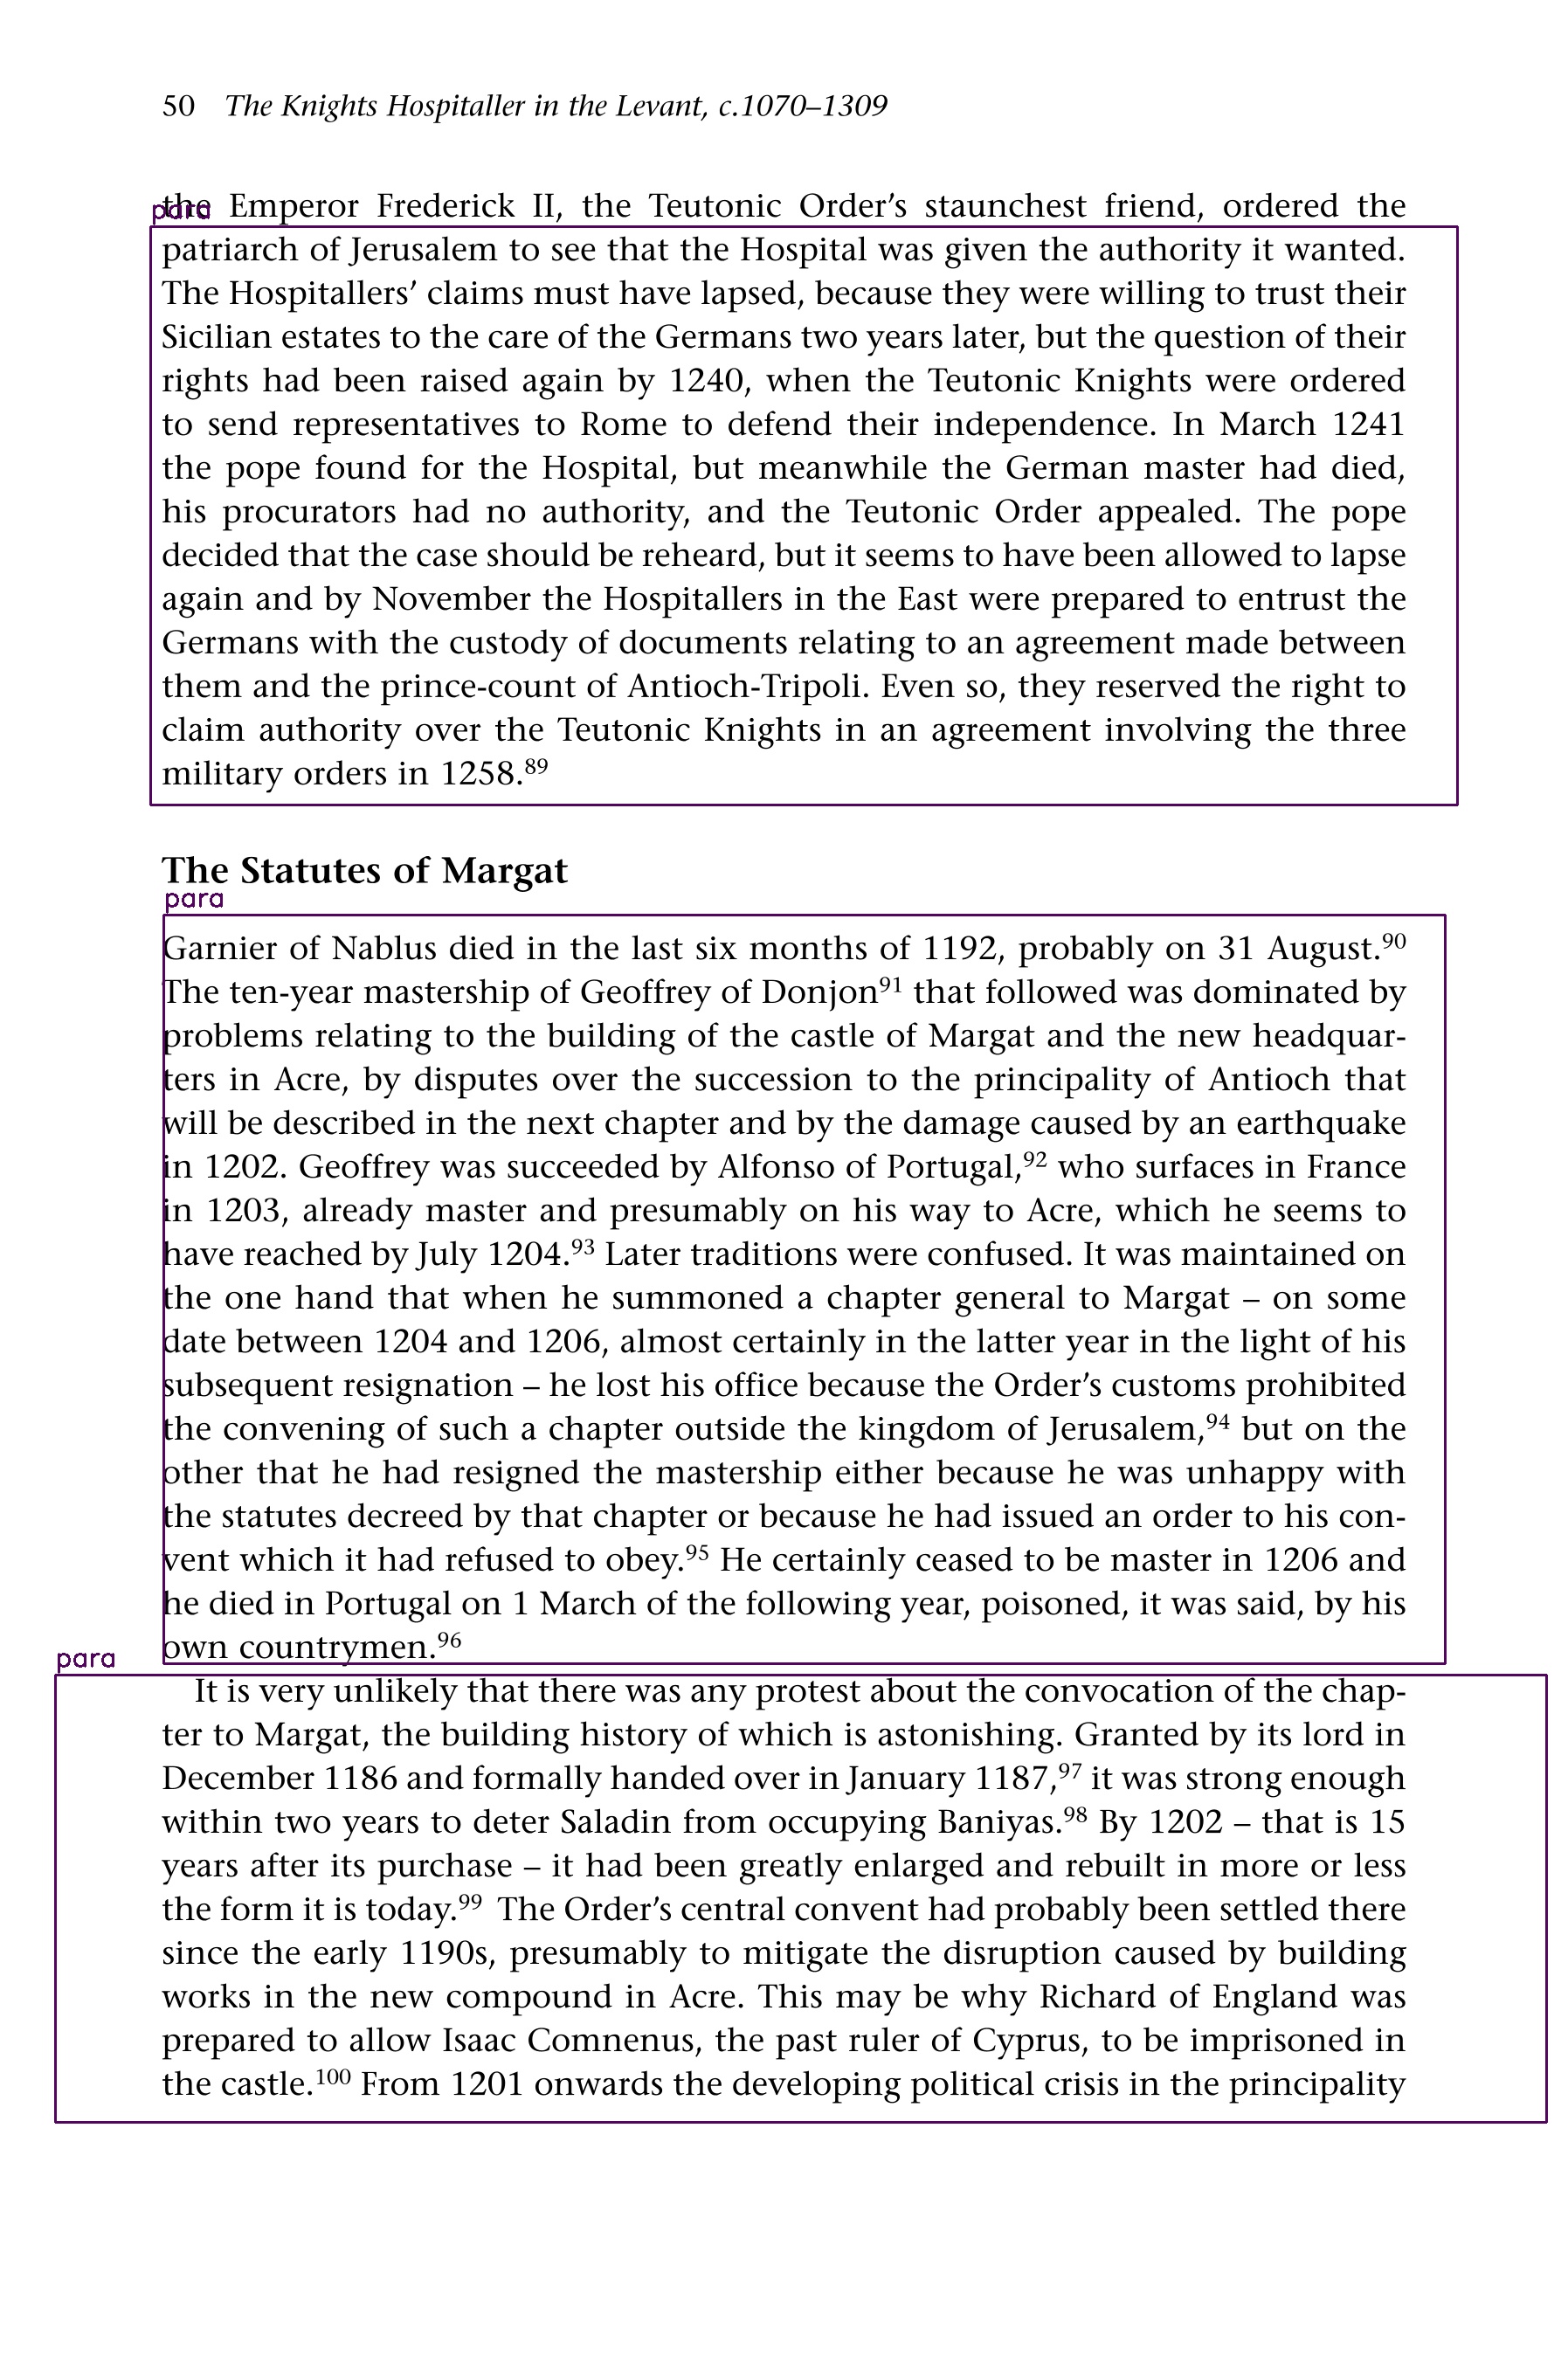 50 The Knights Hospitaller in the Levant, c.1070–1309
para
the Emperor Frederick II, the Teutonic Order’s staunchest friend, ordered the
patriarch of Jerusalem to see that the Hospital was given the authority it wanted.
The Hospitallers’ claims must have lapsed, because they were willing to trust their
Sicilian estates to the care of the Germans two years later, but the question of their
rights had been raised again by 1240, when the Teutonic Knights were ordered
to send representatives to Rome to defend their independence. In March 1241
the pope found for the Hospital, but meanwhile the German master had died,
his procurators had no authority, and the Teutonic Order appealed. The pope
decided that the case should be reheard, but it seems to have been allowed to lapse
again and by November the Hospitallers in the East were prepared to entrust the
Germans with the custody of documents relating to an agreement made between
them and the prince-count of Antioch-Tripoli. Even so, they reserved the right to
claim authority over the Teutonic Knights in an agreement involving the three
military orders in 1258.89
The Statutes of Margat
para
Garnier of Nablus died in the last six months of 1192, probably on 31 August.90
The ten-year mastership of Geoffrey of Donjon91 that followed was dominated by
problems relating to the building of the castle of Margat and the new headquar-
ters in Acre, by disputes over the succession to the principality of Antioch that
will be described in the next chapter and by the damage caused by an earthquake
in 1202. Geoffrey was succeeded by Alfonso of Portugal,92 who surfaces in France
in 1203, already master and presumably on his way to Acre, which he seems to
have reached by July 1204.93 Later traditions were confused. It was maintained on
the one hand that when he summoned a chapter general to Margat – on some
date between 1204 and 1206, almost certainly in the latter year in the light of his
subsequent resignation – he lost his office because the Order’s customs prohibited
the convening of such a chapter outside the kingdom of Jerusalem,94 but on the
other that he had resigned the mastership either because he was unhappy with
the statutes decreed by that chapter or because he had issued an order to his con-
vent which it had refused to obey.95 He certainly ceased to be master in 1206 and
he died in Portugal on 1 March of the following year, poisoned, it was said, by his
own countrymen.96
para
It is very unlikely that there was any protest about the convocation of the chap-
ter to Margat, the building history of which is astonishing. Granted by its lord in
December 1186 and formally handed over in January 1187,97 it was strong enough
within two years to deter Saladin from occupying Baniyas.98 By 1202 – that is 15
years after its purchase – it had been greatly enlarged and rebuilt in more or less
the form it is today.99 The Order’s central convent had probably been settled there
since the early 1190s, presumably to mitigate the disruption caused by building
works in the new compound in Acre. This may be why Richard of England was
prepared to allow Isaac Comnenus, the past ruler of Cyprus, to be imprisoned in
the castle.100 From 1201 onwards the developing political crisis in the principality